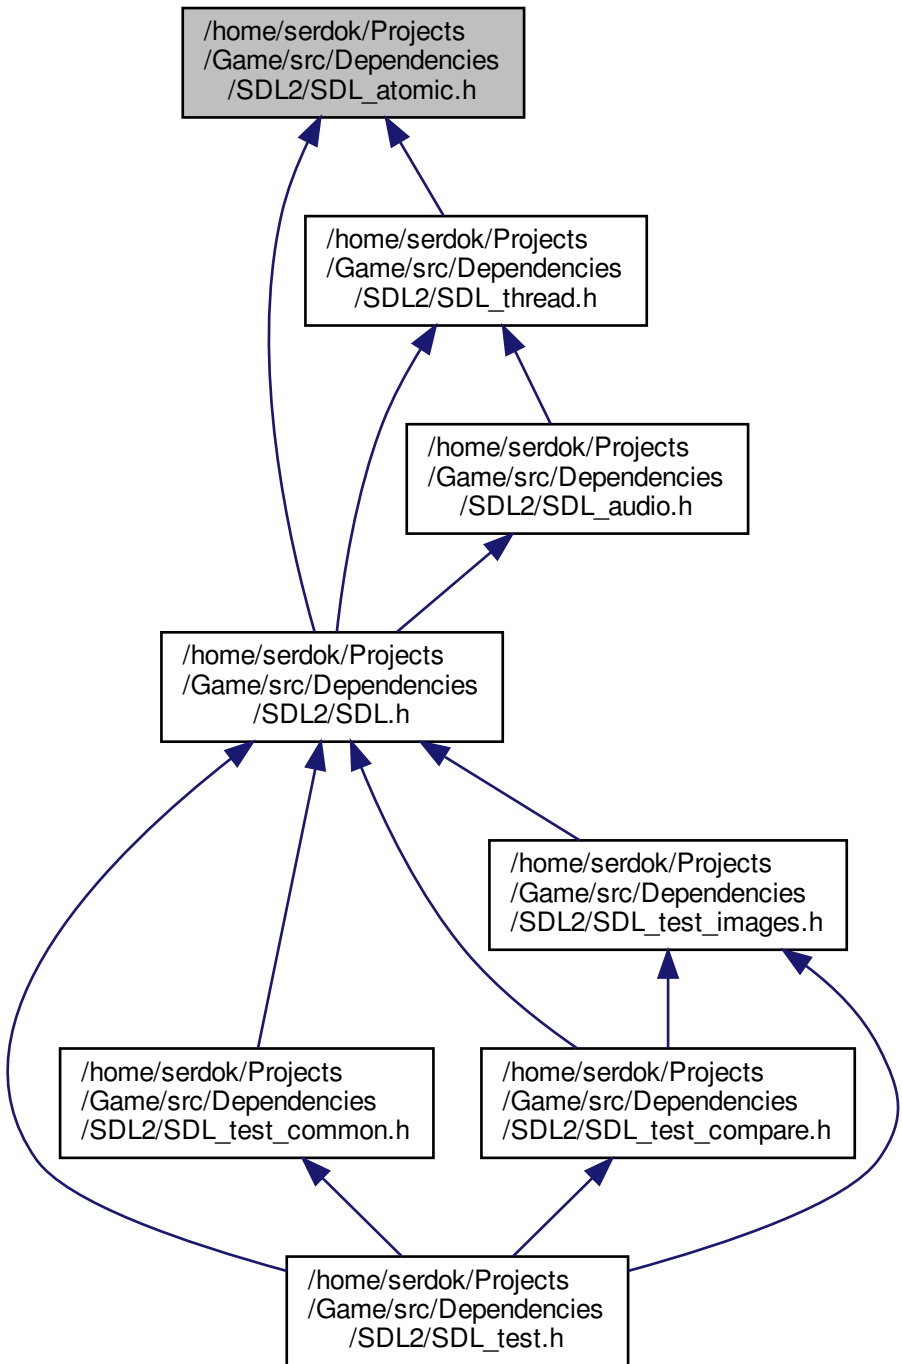 /home/serdok/Projects
/Game/src/Dependencies
/SDL2/SDL_atomic.h
/home/serdok/Projects
/Game/src/Dependencies
/SDL2/SDL_thread.h
/home/serdok/Projects
/Game/src/Dependencies
/SDL2/SDL_audio.h
/home/serdok/Projects
/Game/src/Dependencies
/SDL2/SDL.h
/home/serdok/Projects
/Game/src/Dependencies
/SDL2/SDL_test_images.h
/home/serdok/Projects
/Game/src/Dependencies
/SDL2/SDL_test_common.h
/home/serdok/Projects
/Game/src/Dependencies
/SDL2/SDL_test_compare.h
/home/serdok/Projects
/Game/src/Dependencies
/SDL2/SDL_test.h